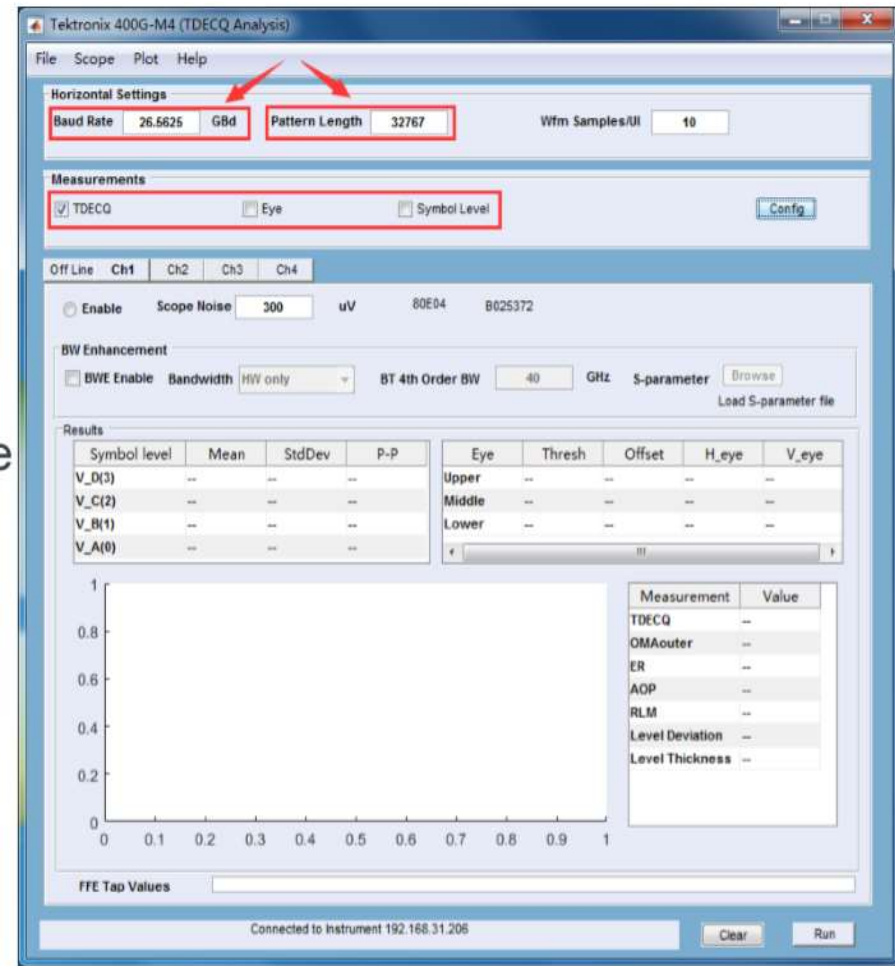 Tektronix 400G-M4 (TDECQ Analysis)
File Scope Plot Help
Horizontal Settings
Baud Rate 26.5625 GBd Pattern Length 32767 Wfm Samples/UI 10
Measurements
TDECQ Eye Symbol Level Config
Off Line Ch1 Ch2 Ch3 Ch4
Enable Scope Noise 300 uV 80E04 B025372
BW Enhancement
BWE Enable Bandwidth HW only BT 4th Order BW 40 GHz S-parameter Browse
Load S-parameter file
e
Results
Symbol level Mean StdDev P-P Eye Thresh Offset H_eye V_eye
V_D(3) -- -- -- Upper -- -- -- --
V_C(2) -- -- -- Middle -- -- -- --
V_B(1) -- -- -- Lower -- -- -- --
V_A(0) -- -- --
1
0.8
0.6
0.4
0.2
0
0 0.1 0.2 0.3 0.4 0.5 0.6 0.7 0.8 0.9 1
Measurement Value
TDECQ --
OMAouter --
ER --
AOP --
RLM --
Level Deviation --
Level Thickness --
FFE Tap Values
Connected to Instrument 192.168.31.206 Clear Run